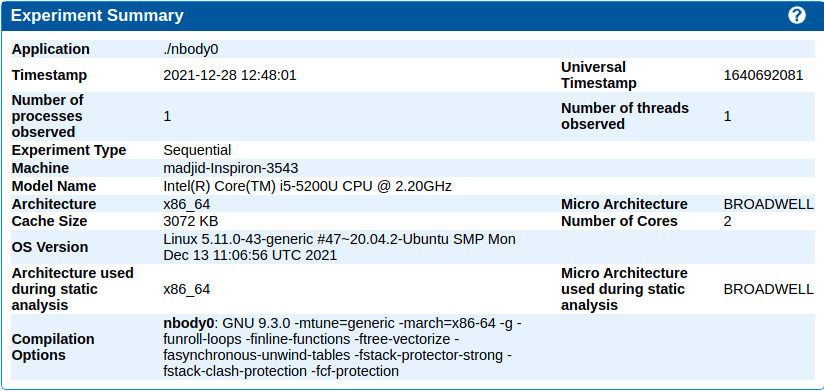 Experiment Summary ?
Application ./nbody0
Timestamp 2021-12-28 12:48:01 Universal Timestamp 1640692081
Number of processes observed 1 Number of threads observed 1
Experiment Type Sequential
Machine madjid-Inspiron-3543
Model Name Intel(R) Core(TM) i5-5200U CPU @ 2.20GHz
Architecture x86_64 Micro Architecture BROADWELL
Cache Size 3072 KB Number of Cores 2
OS Version Linux 5.11.0-43-generic #47~20.04.2-Ubuntu SMP Mon
Dec 13 11:06:56 UTC 2021
Architecture used during static analysis x86_64 Micro Architecture used during static analysis BROADWELL
Compilation Options nbody0: GNU 9.3.0 -mtune=generic -march=x86-64 -g -
funroll-loops -finline-functions -ftree-vectorize -
fasynchronous-unwind-tables -fstack-protector-strong -
fstack-clash-protection -fcf-protection